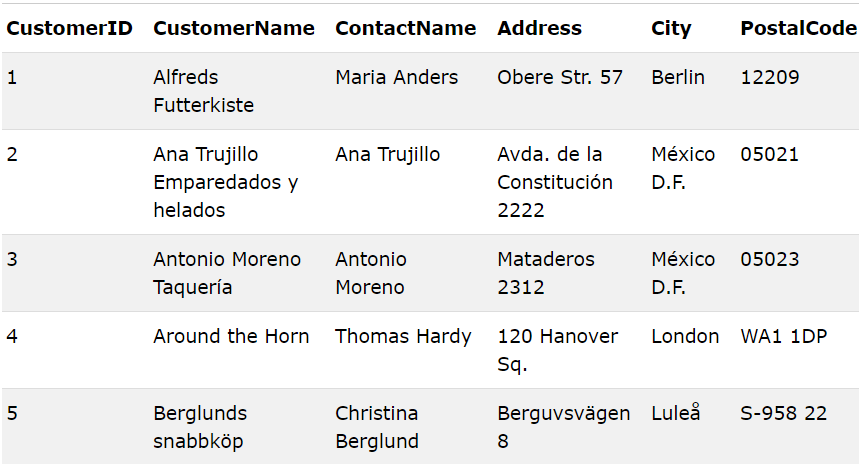 CustomerID CustomerName ContactName Address City PostalCode
1 Alfreds Maria Anders Obere Str. 57 Berlin 12209
Futterkiste
2 Ana Trujillo Ana Trujillo Avda. de la México 05021
Emparedados y Constitución D.F.
helados 2222
3 Antonio Moreno Antonio Mataderos México 05023
Taquería Moreno 2312 D.F.
4 Around the Horn Thomas Hardy 120 Hanover London WA1 1DP
Sq.
5 Berglunds Christina Berguvsvägen Luleå S-958 22
snabbköp Berglund 8